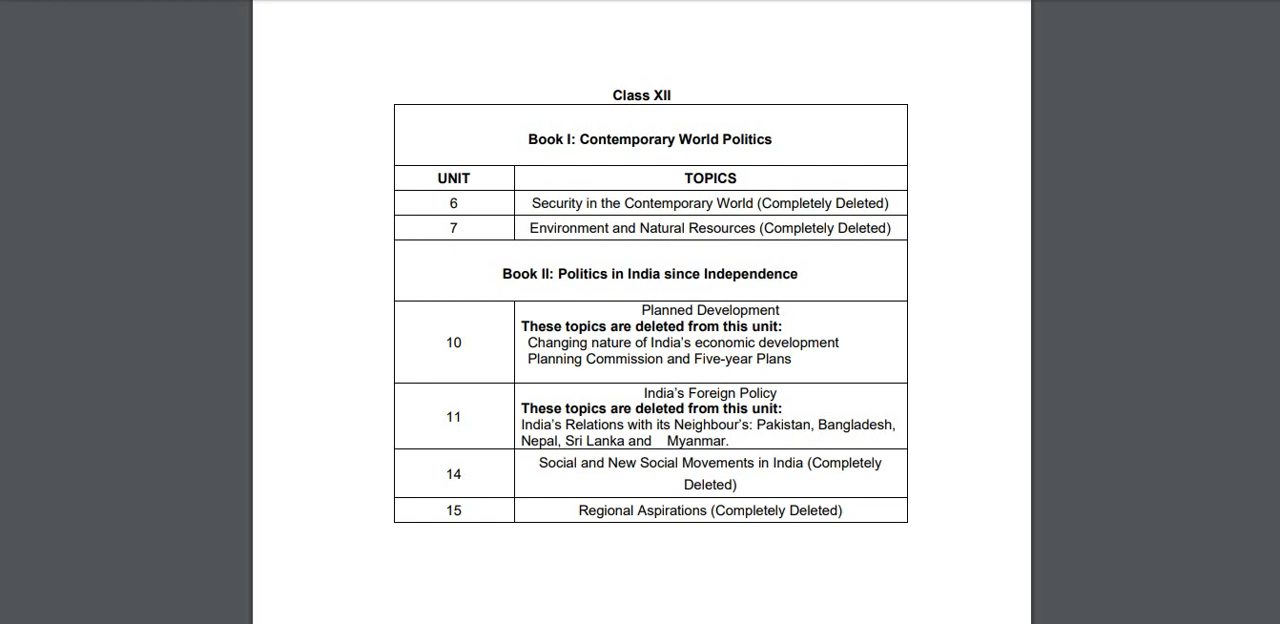 Class XII
Book I: Contemporary World Politics
UNIT TOPICS
6 Security in the Contemporary World (Completely Deleted)
7 Environment and Natural Resources (Completely Deleted)
Book II: Politics in India since Independence
Planned Development
These topics are deleted from this unit:
10 Changing nature of India's economic development
Planning Commission and Five-year Plans
India's Foreign Policy
These topics are deleted from this unit:
11
India's Relations with its Neighbour's: Pakistan, Bangladesh,
Nepal, Sri Lanka and Myanmar.
14
Social and New Social Movements in India (Completely
Deleted)
15 Regional Aspirations (Completely Deleted)